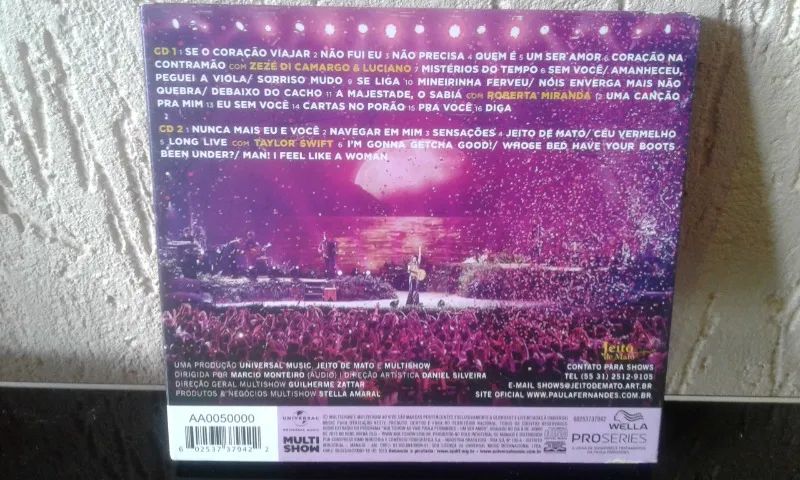 CD 1 1 SE O CORAÇÃO VIAJAR 2 NÃO FUI EU 3 NÃO PRECISA 4 QUEM É 5 UM SER AMOR 6 CORAÇÃO NA
CONTRAMÃO COM ZEZÉ DI CAMARGO & LUCIANO 7 MISTÉRIOS DO TEMPO 8 SEM VOCÊ/ AMANHECEU,
PEGUEI A VIOLA/ SORRISO MUDO 9 SE LIGA 10 MINEIRINHA FERVEU/ NÓIS ENVERGA MAIS NÃO
QUEBRA/ DEBAIXO DO CACHO 11 A MAJESTADE, O SABIÁ COM ROBERTA MIRANDA 12 UMA CANÇÃO
PRA MIM 13 EU SEM VOCÊ 14 CARTAS NO PORÃO 15 PRA VOCÊ 16 DIGA
CD 2 1 NUNCA MAIS EU E VOCÊ 2 NAVEGAR EM MIM 3 SENSAÇÕES 4 JEITO DE MATO/ CÉU VERMELHO
5 LONG LIVE COM TAYLOR SWIFT 6 I'M GONNA GETCHA GOOD!/ WHOSE BED HAVE YOUR BOOTS
BEEN UNDER?/ MAN! I FEEL LIKE A WOMAN
Jeito
de Mato
UMA PRODUÇÃO UNIVERSAL MUSIC, JEITO DE MATO E MULTISHOW
DIRIGIDA POR MARCIO MONTEIRO (ÁUDIO) | DIREÇÃO ARTÍSTICA DANIEL SILVEIRA
DIREÇÃO GERAL MULTISHOW GUILHERME ZATTAR
PRODUTOS & NEGÓCIOS MULTISHOW STELLA AMARAL
CONTATO PARA SHOWS
TEL (55 31) 2512-9105
E-MAIL SHOWS@JEITODEMATO.ART.BR
SITE OFICIAL WWW.PAULAFERNANDES.COM.BR
AA0050000
6 02537 37942 2
UNIVERSAL
UNIVERSAL MUSIC
MULTI
SHOW
60253737942
WELLA
PROSERIES